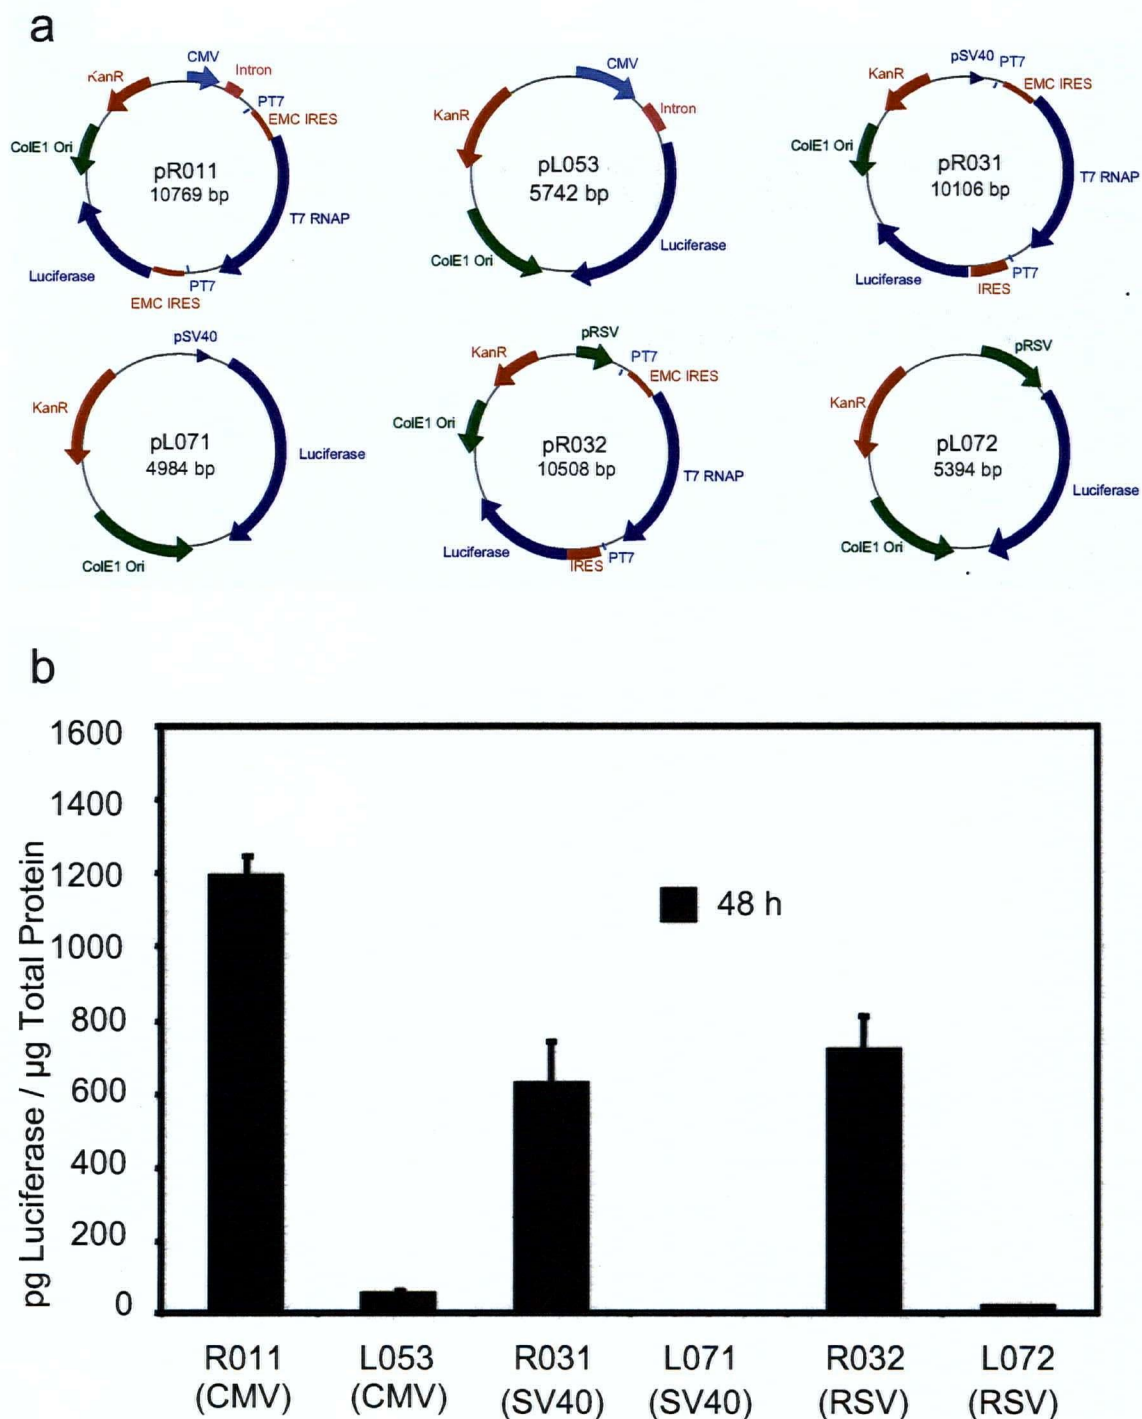 a
KanR
CMV
Intron
PT7
EMC IRES
ColE1 Ori
pR011
10769 bp
T7 RNAP
Luciferase
PT7
EMC IRES
CMV
KanR
Intron
pL053
5742 bp
ColE1 Ori
Luciferase
pSV40
PT7
KanR
EMC IRES
ColE1 Ori
pR031
10106 bp
T7 RNAP
Luciferase
PT7
IRES
pSV40
KanR
pL071
4984 bp
Luciferase
ColE1 Ori
pRSV
KanR
PT7
EMC IRES
ColE1 Ori
pR032
10508 bp
T7 RNAP
Luciferase
PT7
IRES
pRSV
KanR
pL072
5394 bp
Luciferase
ColE1 Ori
b
pg Luciferase / µg Total Protein
1600
1400
1200
1000
800
600
400
200
0
48 h
R011 L053 R031 L071 R032 L072
(CMV) (CMV) (SV40) (SV40) (RSV) (RSV)